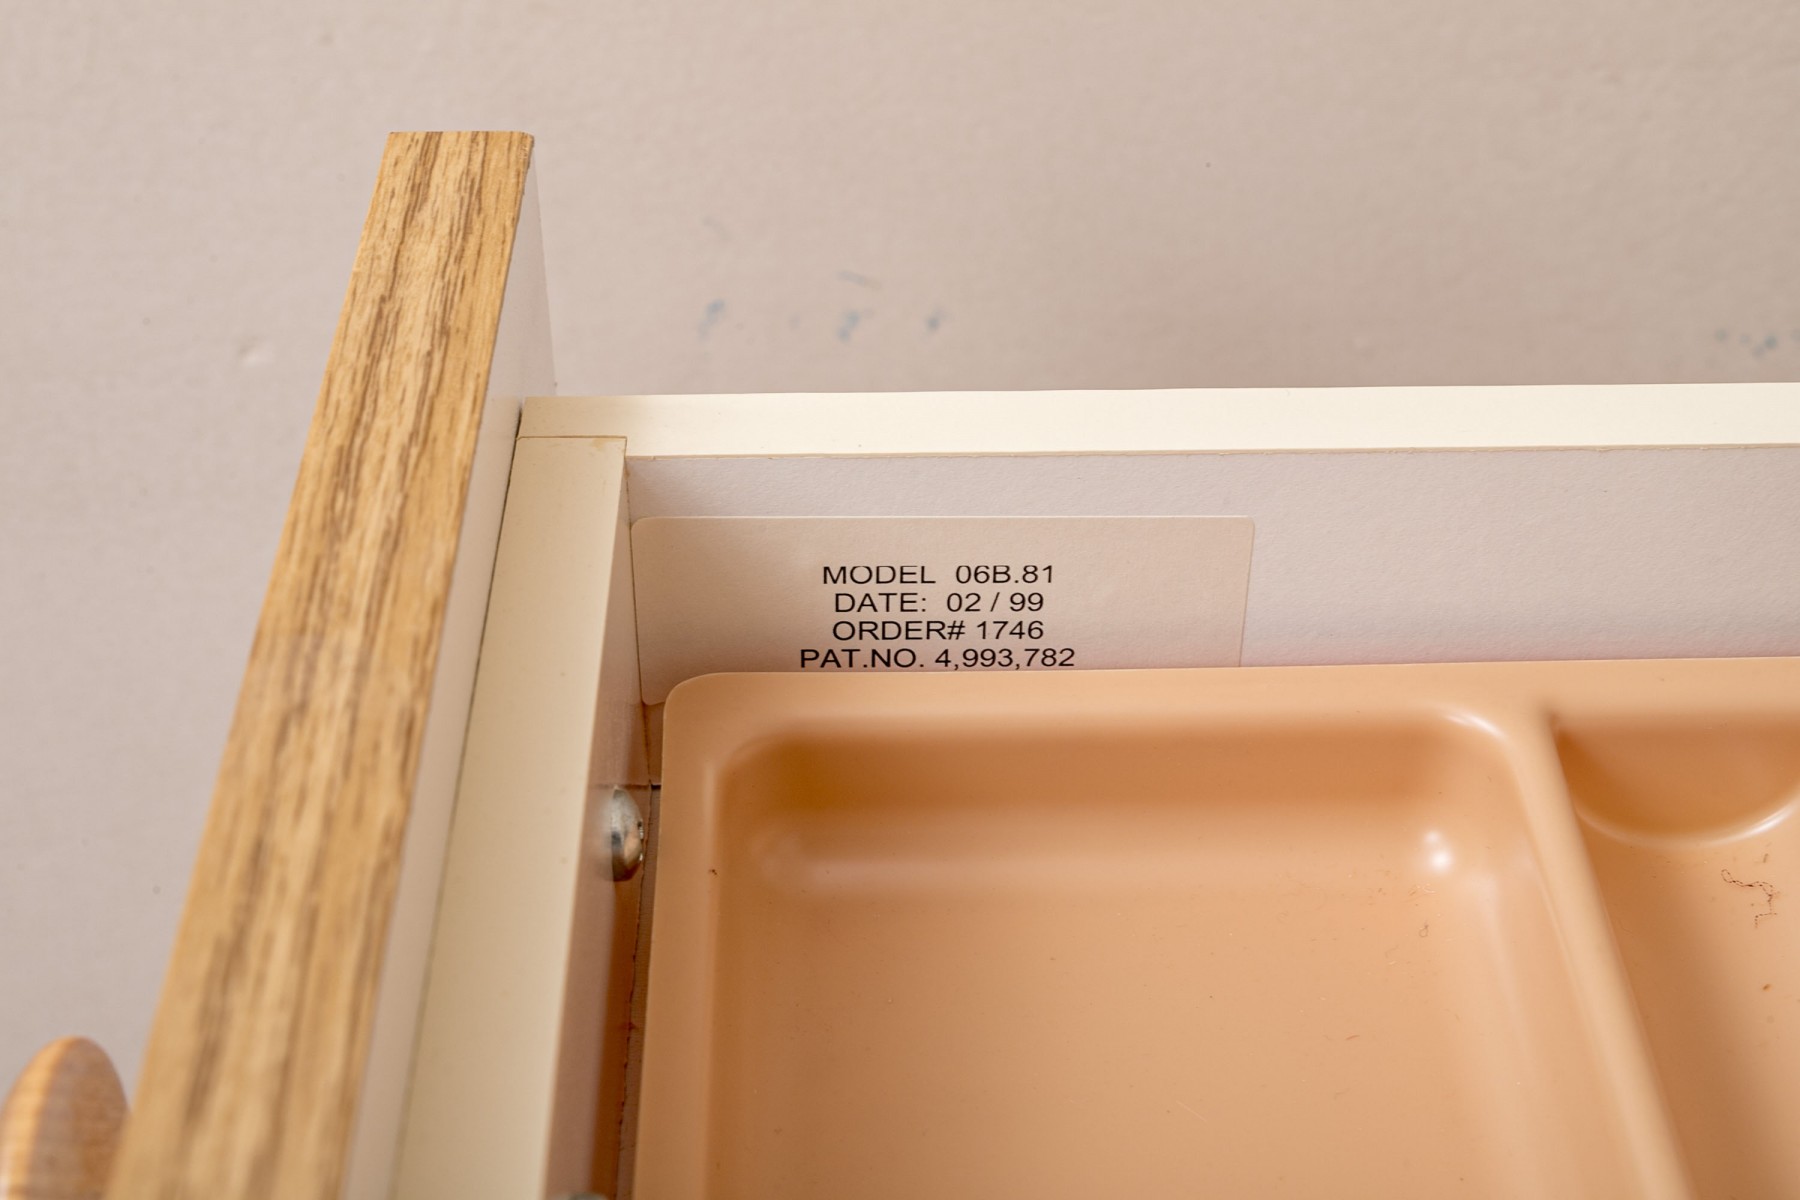 MODEL 06B.81
DATE: 02 / 99
ORDER# 1746
PAT.NO. 4,993,782